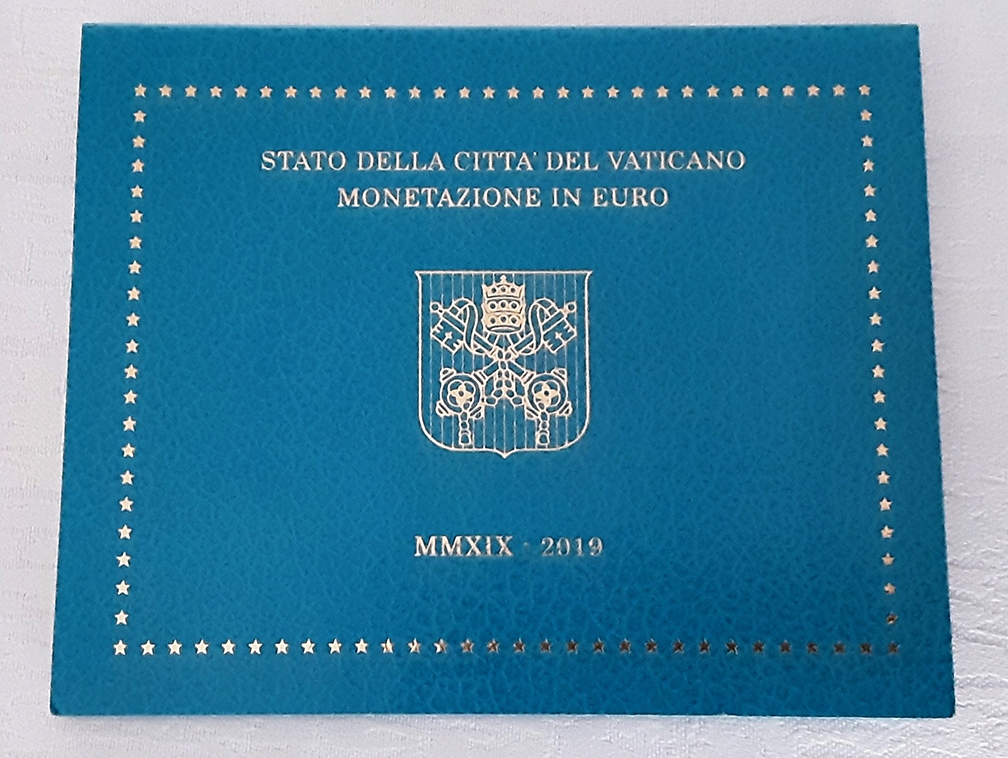 STATO DELLA CITTA' DEL VATICANO
MONETAZIONE IN EURO
MMXIX - 2019